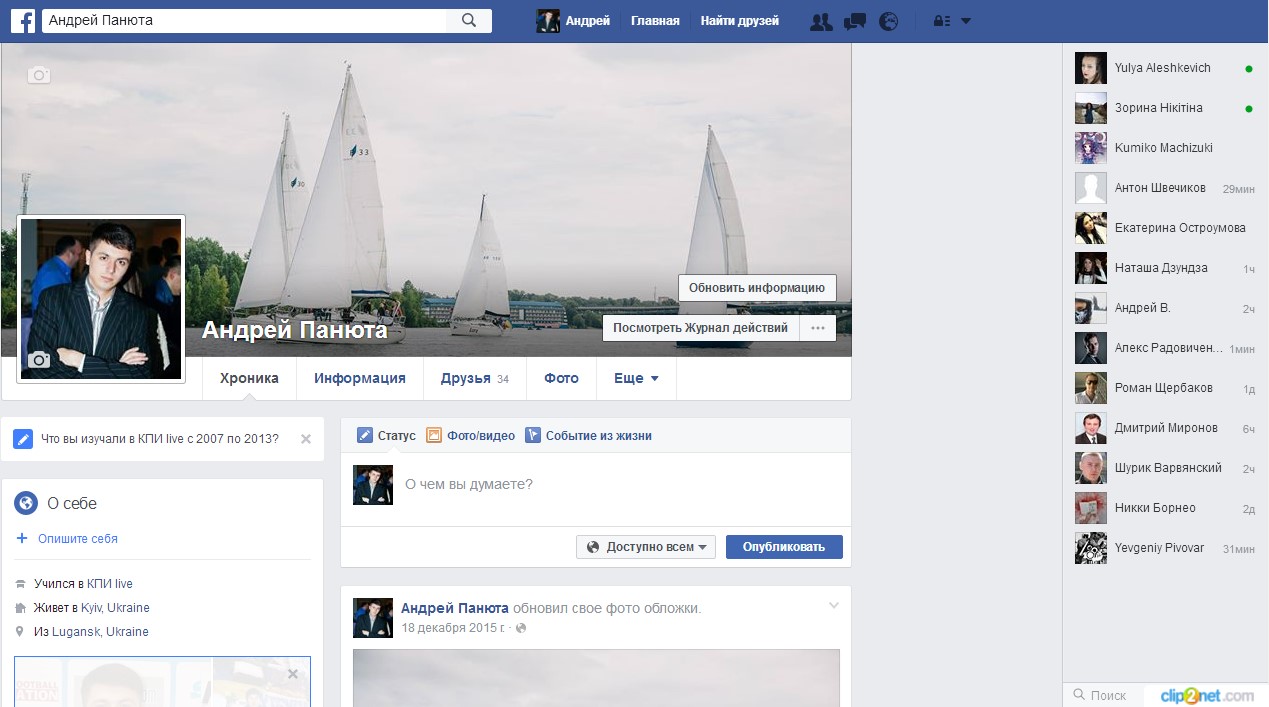 Андрей Панюта
Андрей Главная Найти друзей
30
33
Обновить информацию
Посмотреть Журнал действий ...
Андрей Панюта
Хроника Информация Друзья 34 Фото Еще
Что вы изучали в КПИ live с 2007 по 2013?
О себе
Опишите себя
Учился в КПИ live
Живет в Kyiv, Ukraine
Из Lugansk, Ukraine
Статус Фото/видео Событие из жизни
О чем вы думаете?
Доступно всем Опубликовать
Андрей Панюта обновил свое фото обложки.
18 декабря 2015 г. ·
Yulya Aleshkevich
Зорина Нікітіна
Kumiko Machizuki
Антон Швечиков 29мин
Екатерина Остроумова
Наташа Дзундза 1ч
Андрей В. 2ч
Алекс Радовичен... 1мин
Роман Щербаков 1д
Дмитрий Миронов 6ч
Шурик Варвянский 2ч
Никки Борнео 2д
Yevgeniy Pivovar 31мин
Поиск
clip2net.com